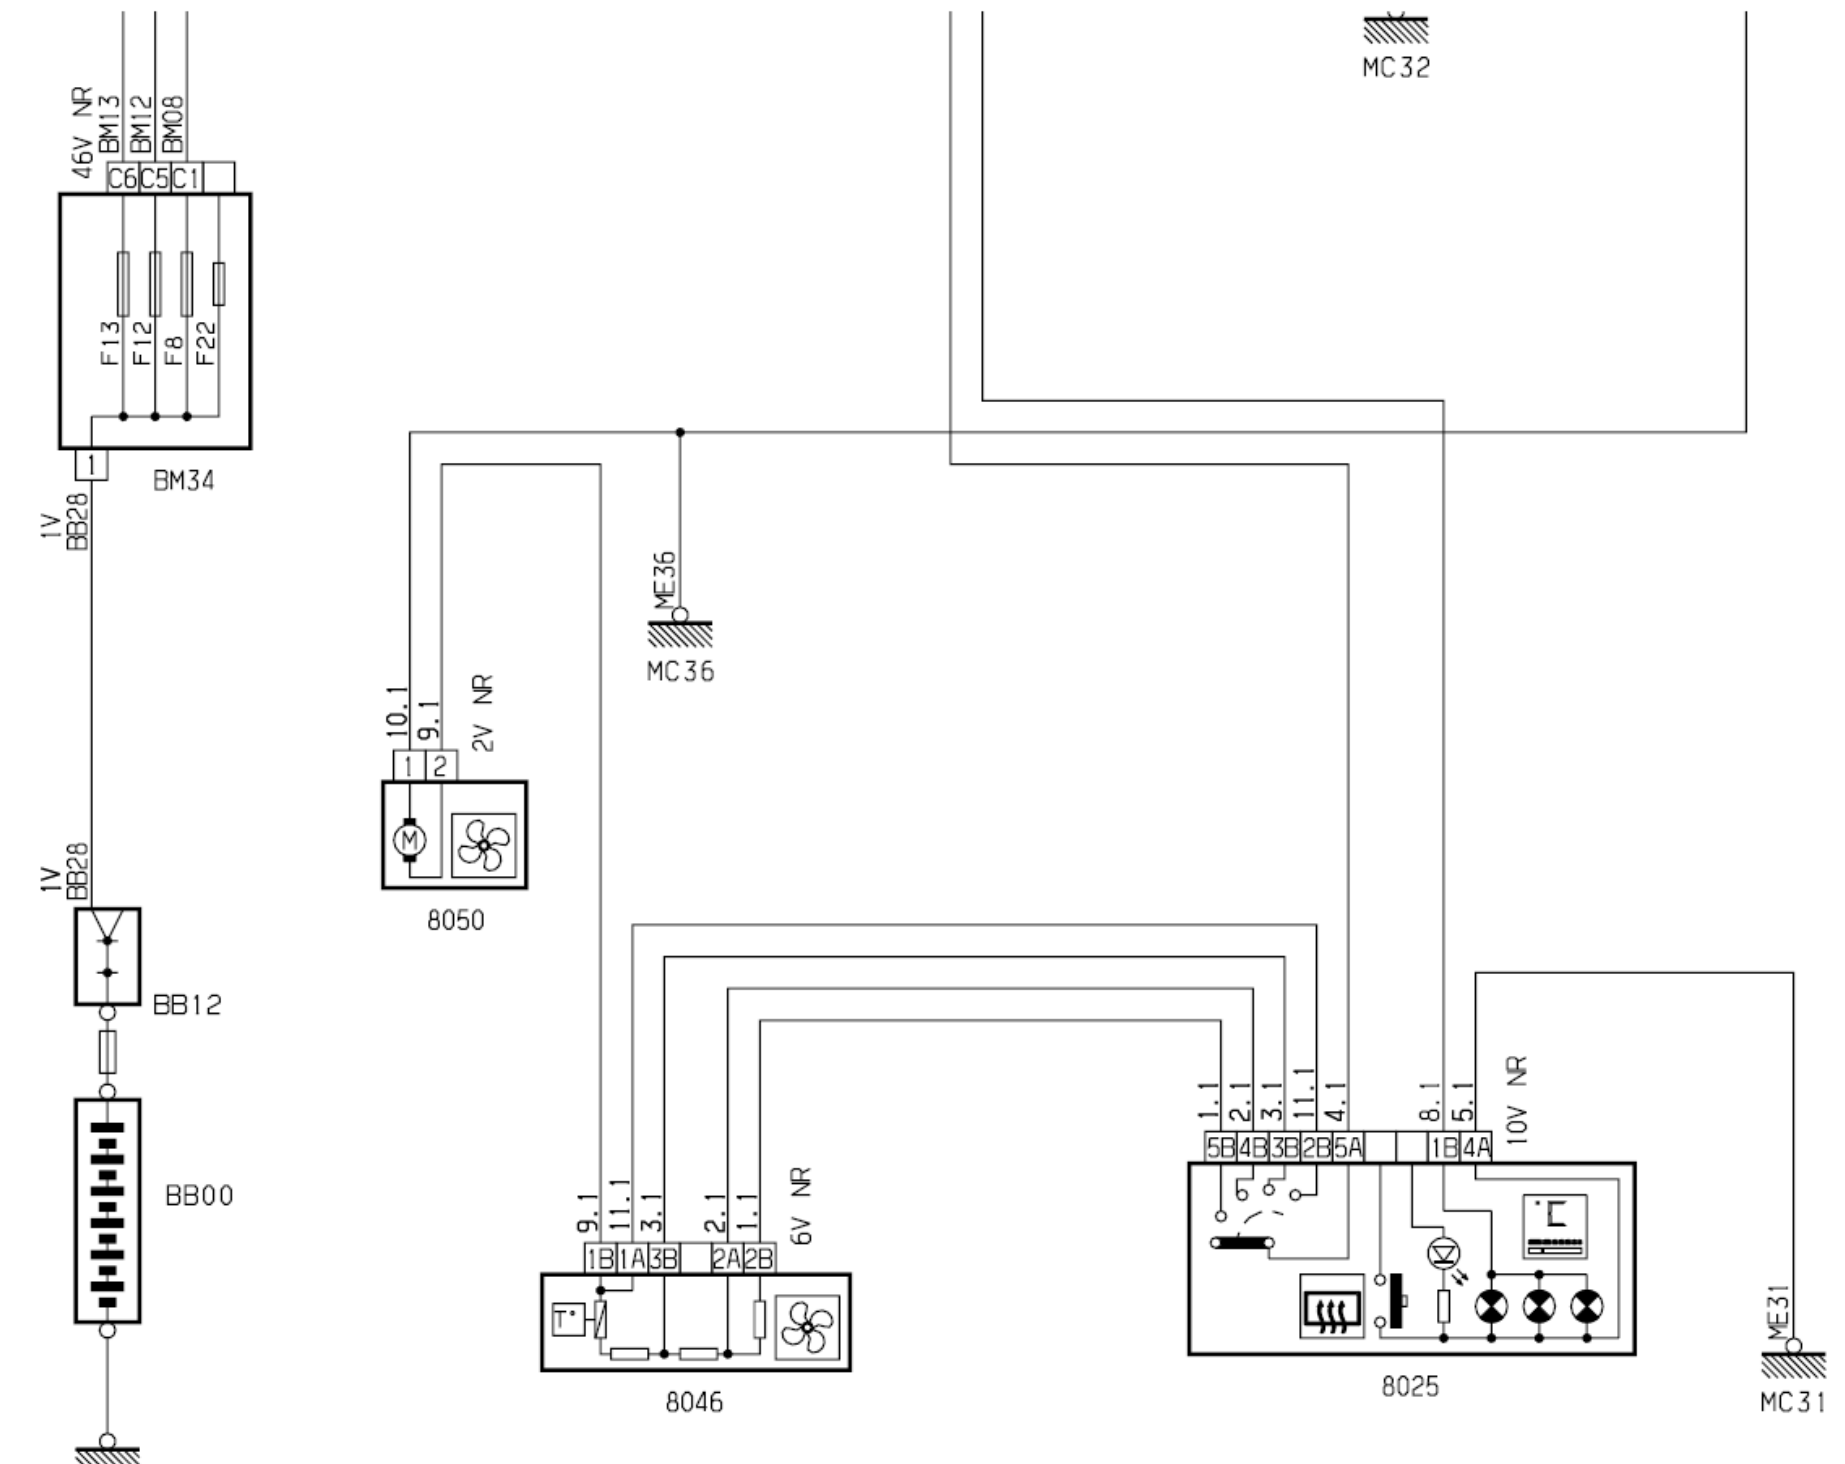 MC32
46V NR
BM13
BM12
BM08
C6 C5 C1
F13
F12
F8
F22
1
BM34
1V
BB28
ME36
MC36
10.1
9.1
2V NR
1 2
M
8050
1V
BB28
BB12
BB00
1.1
2.1
3.1
11.1
4.1
8.1
5.1
10V NR
5B 4B 3B 2B 5A 1B 4A
9.1
11.1
3.1
2.1
1.1
6V NR
1B 1A 3B 2A 2B
T°
8046
°C
8025
ME31
MC31